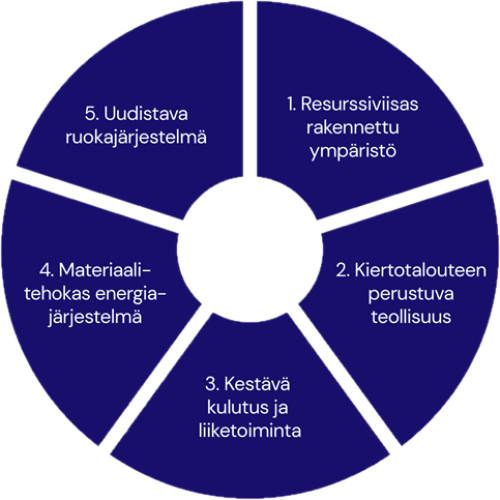 1. Resurssiviisas
rakennettu
ympäristö
2. Kiertotalouteen
perustuva
teollisuus
3. Kestävä
kulutus ja
liiketoiminta
4. Materiaali-
tehokas energia-
järjestelmä
5. Uudistava
ruokajärjestelmä